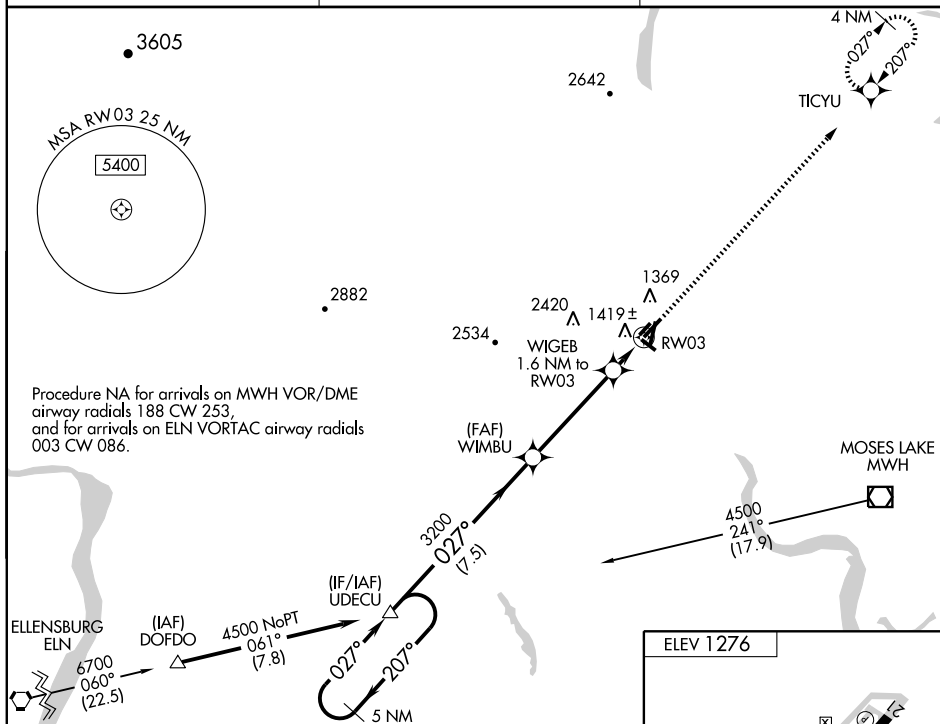 3605
MSA RW03 25 NM
5400
2642
4 NM
027°
207°
TICYU
2882
1369
2420
1419±
2534
WIGEB
1.6 NM to
RW03
RW03
Procedure NA for arrivals on MWH VOR/DME
airway radials 188 CW 253,
and for arrivals on ELN VORTAC airway radials
003 CW 086.
(FAF)
WIMBU
MOSES LAKE
MWH
4500
241°
(17.9)
3200
027°
(7.5)
(IF/IAF)
UDECU
ELLENSBURG
ELN
(IAF)
DOFDO
4500 NoPT
061°
(7.8)
6700
060°
(22.5)
027°
207°
5 NM
ELEV 1276
21